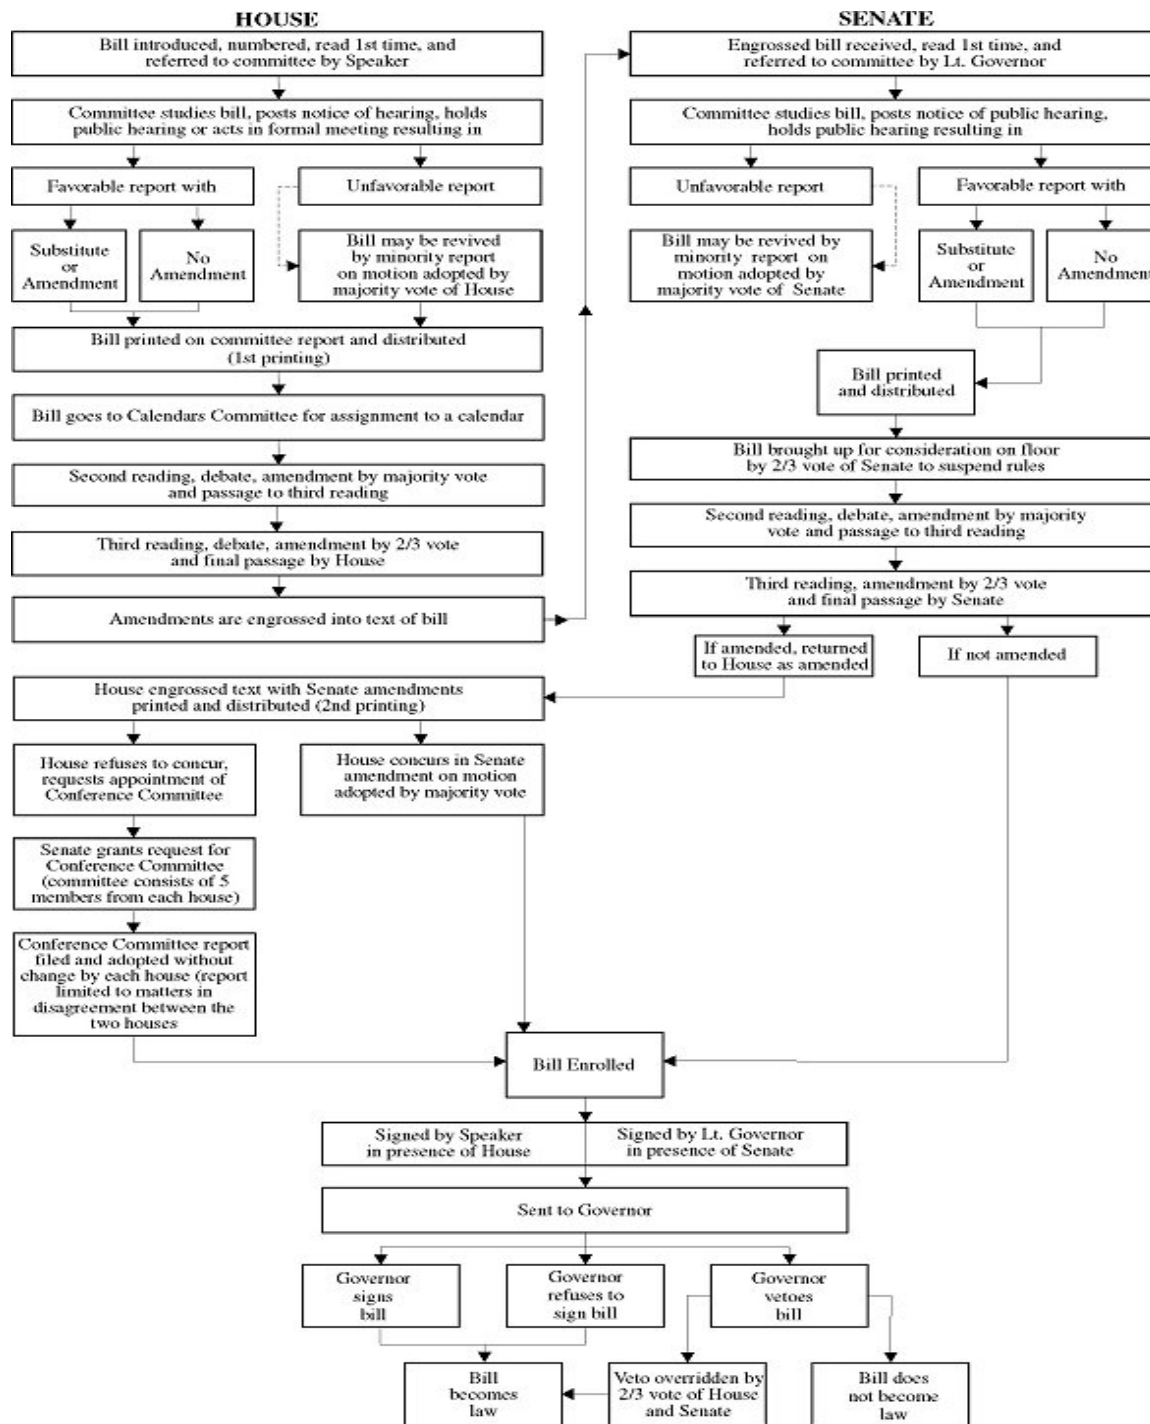 HOUSE
Bill introduced, numbered, read 1st time, and
referred to committee by Speaker
Committee studies bill, posts notice of hearing, holds
public hearing or acts in formal meeting resulting in
Favorable report with
Unfavorable report
Substitute
or
Amendment
No
Amendment
Bill may be revived
by minority report
on motion adopted by
majority vote of House
Bill printed on committee report and distributed
(1st printing)
Bill goes to Calendars Committee for assignment to a calendar
Second reading, debate, amendment by majority vote
and passage to third reading
Third reading, debate, amendment by 2/3 vote
and final passage by House
Amendments are engrossed into text of bill
SENATE
Engrossed bill received, read 1st time, and
referred to committee by Lt. Governor
Committee studies bill, posts notice of public hearing,
holds public hearing resulting in
Unfavorable report
Favorable report with
Bill may be revived by
minority report on
motion adopted by
majority vote of Senate
Substitute
or
Amendment
No
Amendment
Bill printed
and distributed
Bill brought up for consideration on floor
by 2/3 vote of Senate to suspend rules
Second reading, debate, amendment by majority
vote and passage to third reading
Third reading, amendment by 2/3 vote
and final passage by Senate
If amended, returned
to House as amended
If not amended
House engrossed text with Senate amendments
printed and distributed (2nd printing)
House refuses to concur,
requests appointment of
Conference Committee
House concurs in Senate
amendment on motion
adopted by majority vote
Senate grants request for
Conference Committee
(committee consists of 5
members from each house)
Conference Committee report
filed and adopted without
change by each house (report
limited to matters in
disagreement between the
two houses
Bill Enrolled
Signed by Speaker
in presence of House
Signed by Lt. Governor
in presence of Senate
Sent to Governor
Governor
signs
bill
Governor
refuses to
sign bill
Governor
vetoes
bill
Bill
becomes
law
Veto overridden by
2/3 vote of House
and Senate
Bill does
not become
law